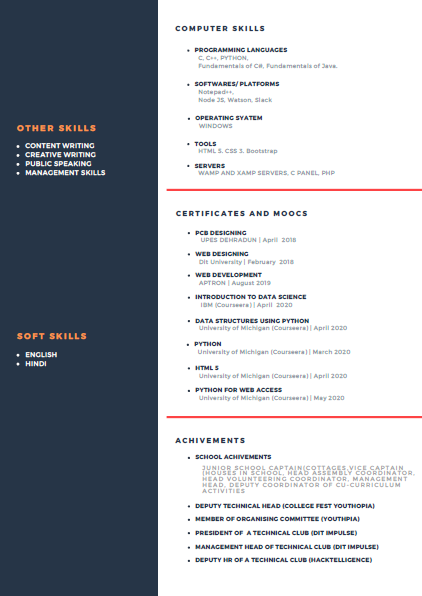 OTHER SKILLS
CONTENT WRITING
CREATIVE WRITING
PUBLIC SPEAKING
MANAGEMENT SKILLS
SOFT SKILLS
ENGLISH
HINDI
COMPUTER SKILLS
PROGRAMMING LANGUAGES
C, C++, PYTHON,
Fundamentals of C#, Fundamentals of Java.
SOFTWARES/ PLATFORMS
Notepad++,
Node JS, Watson, Slack
OPERATING SYATEM
WINDOWS
TOOLS
HTML 5. CSS 3. Bootstrap
SERVERS
WAMP AND XAMP SERVERS, C PANEL, PHP
CERTIFICATES AND MOOCS
PCB DESIGNING
UPES DEHRADUN | April 2018
WEB DESIGNING
Dit University | February 2018
WEB DEVELOPMENT
APTRON | August 2019
INTRODUCTION TO DATA SCIENCE
IBM (Courseera) | April 2020
DATA STRUCTURES USING PYTHON
University of Michigan (Courseera) | April 2020
PYTHON
University of Michigan (Courseera) | March 2020
HTML 5
University of Michigan (Courseera) | April 2020
PYTHON FOR WEB ACCESS
University of Michigan (Courseera) | May 2020
ACHIVEMENTS
SCHOOL ACHIVEMENTS
JUNIOR SCHOOL CAPTAIN(COTTAGES,VICE CAPTAIN
(HOUSES IN SCHOOL, HEAD ASSEMBLY COORDINATOR,
HEAD VOLUNTEERING COORDINATOR, MANAGEMENT
HEAD, DEPUTY COORDINATOR OF CU-CURRICULUM
ACTIVITIES
DEPUTY TECHNICAL HEAD (COLLEGE FEST YOUTHOPIA)
MEMBER OF ORGANISING COMMITTEE (YOUTHPIA)
PRESIDENT OF A TECHNICAL CLUB (DIT IMPULSE)
MANAGEMENT HEAD OF TECHNICAL CLUB (DIT IMPULSE)
DEPUTY HR OF A TECHNICAL CLUB (HACKTELLIGENCE)